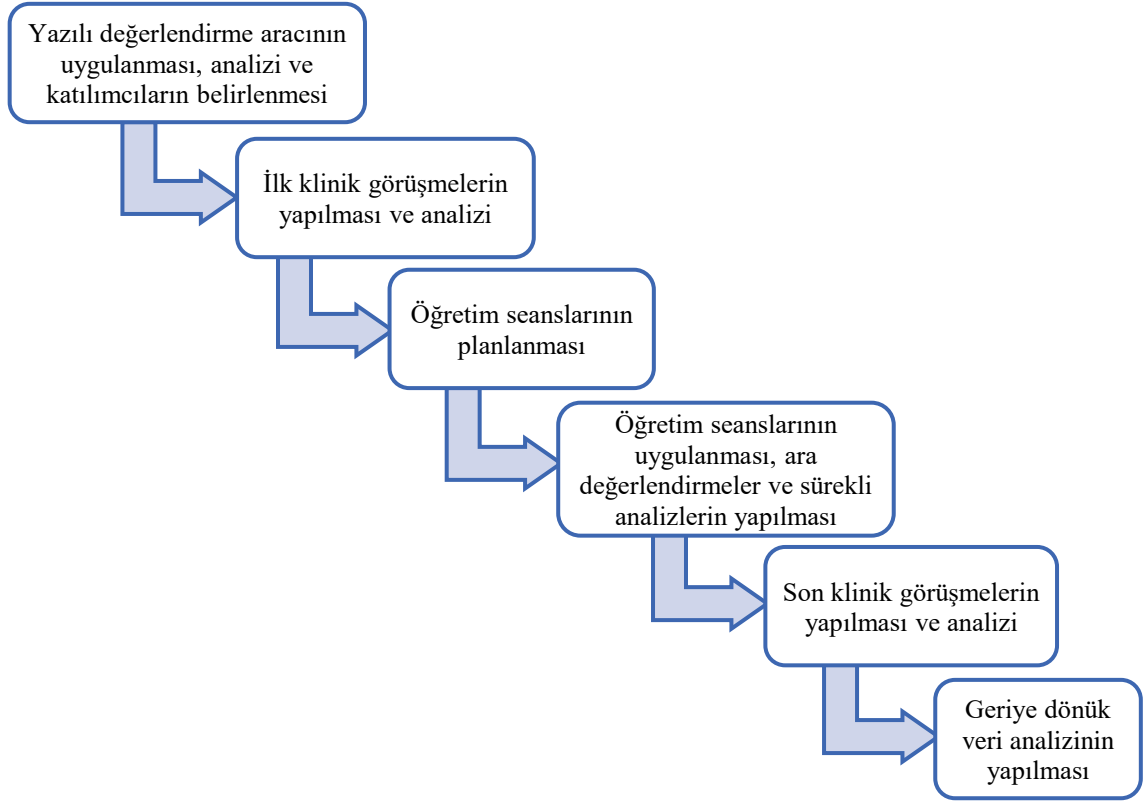 Yazılı değerlendirme aracının
uygulanması, analizi ve
katılımcıların belirlenmesi
İlk klinik görüşmelerin
yapılması ve analizi
Öğretim seanslarının
planlanması
Öğretim seanslarının
uygulanması, ara
değerlendirmeler ve sürekli
analizlerin yapılması
Son klinik görüşmelerin
yapılması ve analizi
Geriye dönük
veri analizinin
yapılması